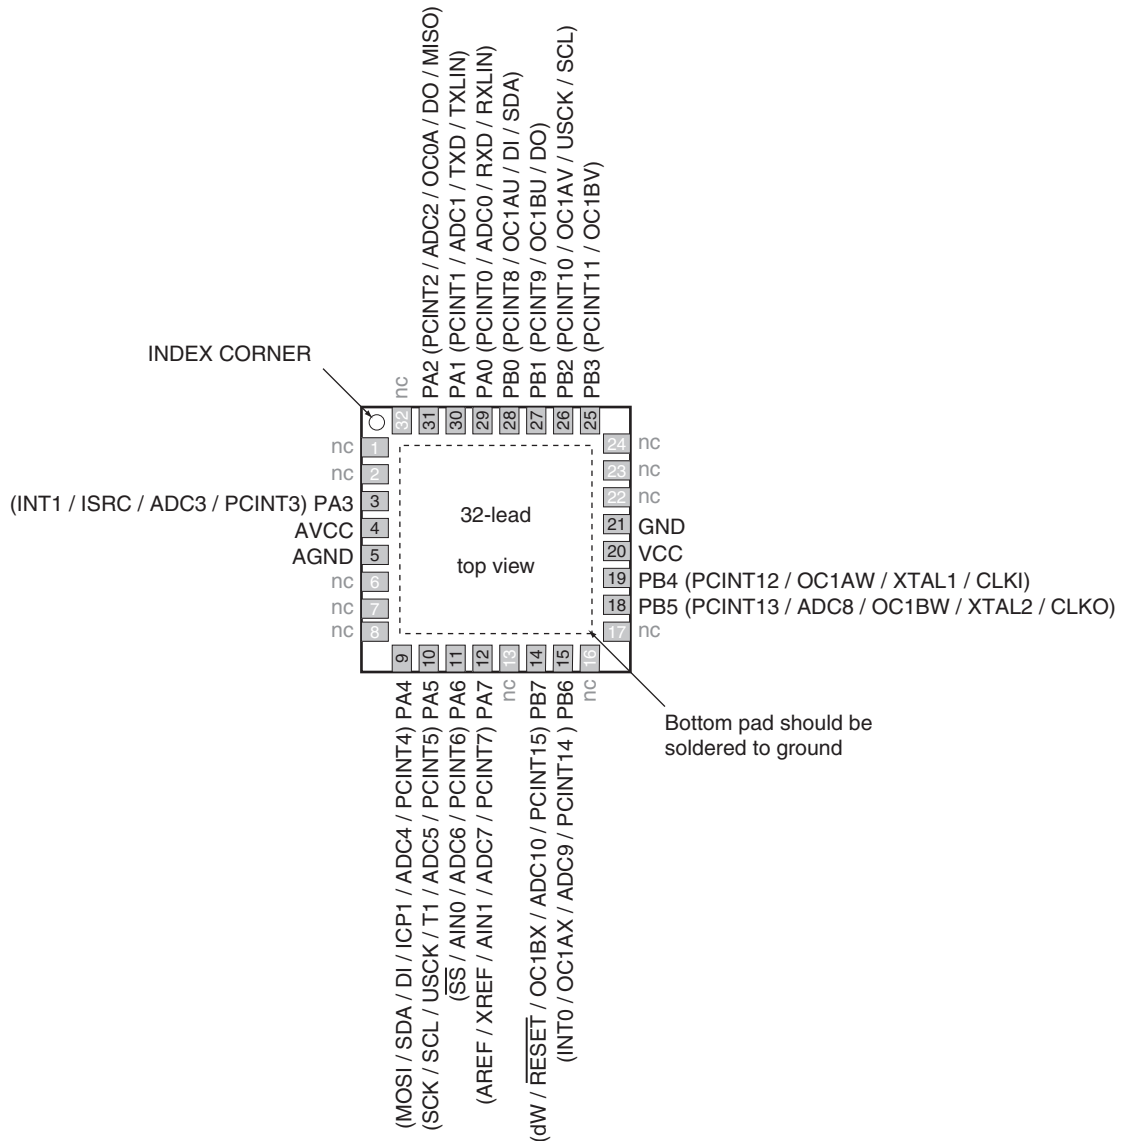 PA2 (PCINT2 / ADC2 / OC0A / DO / MISO)
PA1 (PCINT1 / ADC1 / TXD / TXLIN)
PA0 (PCINT0 / ADC0 / RXD / RXLIN)
PB0 (PCINT8 / OC1AU / DI / SDA)
PB1 (PCINT9 / OC1BU / DO)
PB2 (PCINT10 / OC1AV / USCK / SCL)
PB3 (PCINT11 / OC1BV)
INDEX CORNER
nc
32 31 30 29 28 27 26 25
nc 1
nc 2
(INT1 / ISRC / ADC3 / PCINT3) PA3 3
AVCC 4
AGND 5
nc 6
nc 7
nc 8
32-lead
top view
24 nc
23 nc
22 nc
21 GND
20 VCC
19 PB4 (PCINT12 / OC1AW / XTAL1 / CLKI)
18 PB5 (PCINT13 / ADC8 / OC1BW / XTAL2 / CLKO)
17 nc
9 10 11 12 13 14 15 16
(MOSI / SDA / DI / ICP1 / ADC4 / PCINT4) PA4
(SCK / SCL / USCK / T1 / ADC5 / PCINT5) PA5
(SS / AIN0 / ADC6 / PCINT6) PA6
(AREF / XREF / AIN1 / ADC7 / PCINT7) PA7
nc
(dW / RESET / OC1BX / ADC10 / PCINT15) PB7
(INT0 / OC1AX / ADC9 / PCINT14 ) PB6
nc
Bottom pad should be
soldered to ground